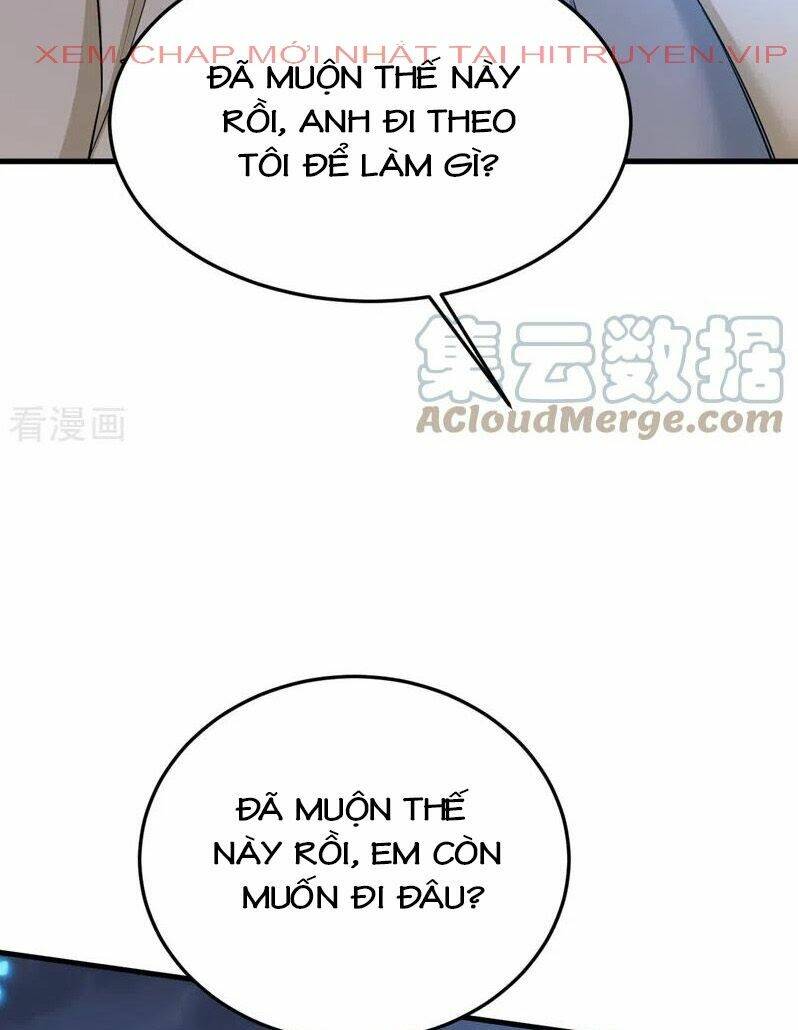 XEM CHAP MỚI NHẤT TẠI HITRUYEN.VIP
ĐÃ MUỘN THẾ NÀY
RỒI, ANH ĐI THEO
TÔI ĐỂ LÀM GÌ?
集云数据
看漫画
ACloudMerge.com
ĐÃ MUỘN THẾ
NÀY RỒI, EM CÒN
MUỐN ĐI ĐÂU?